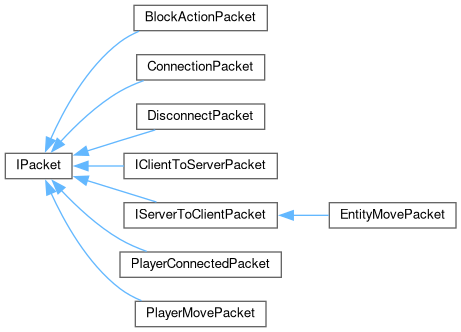 BlockActionPacket
ConnectionPacket
DisconnectPacket
IPacket
IClientToServerPacket
IServerToClientPacket
EntityMovePacket
PlayerConnectedPacket
PlayerMovePacket